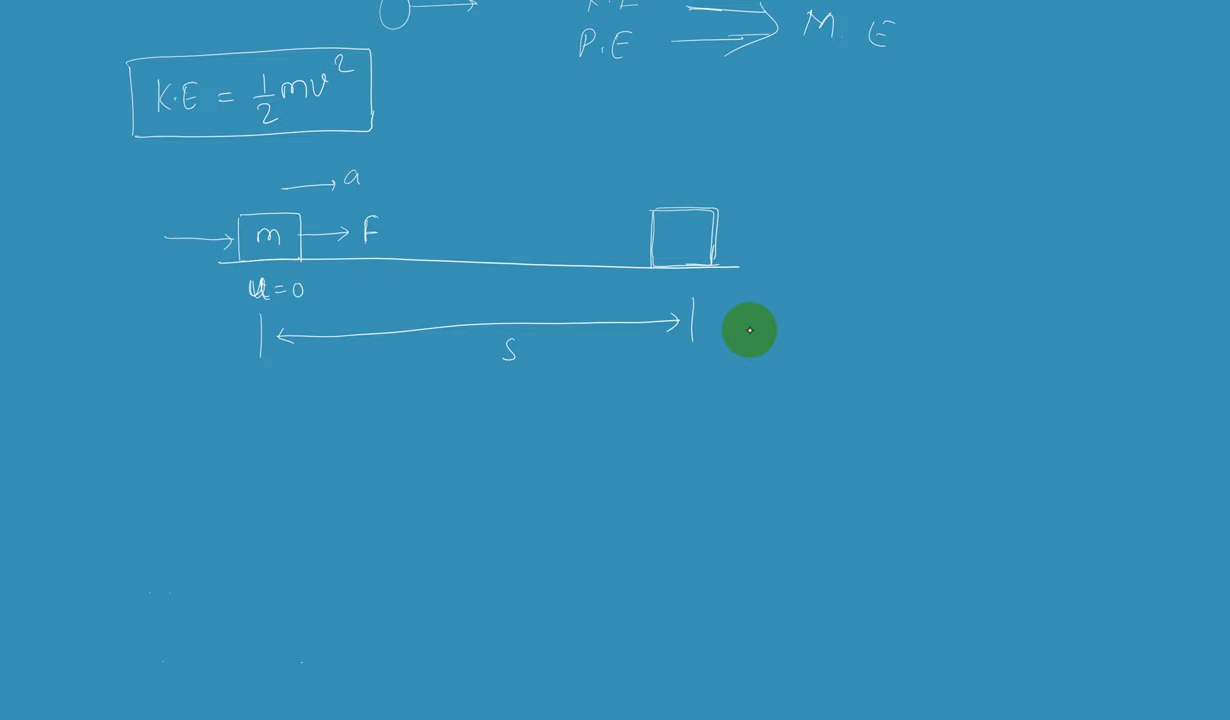 K.E
P.E M. E
K.E = 1/2 mv²
a
m F
u = 0
S